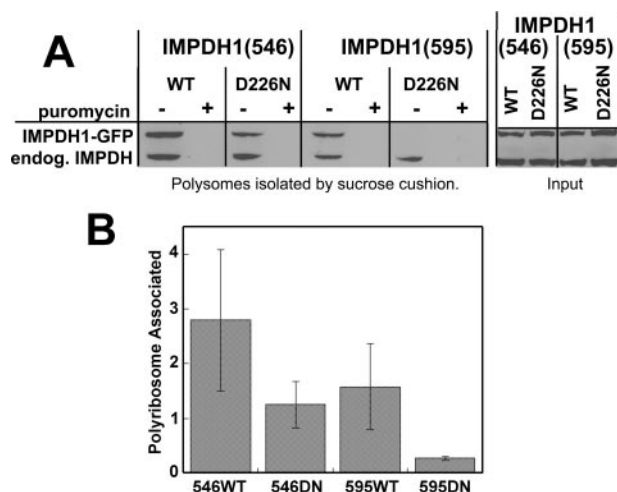 A
IMPDH1(546) IMPDH1(595)
WT D226N WT D226N
puromycin - + - + - + - +
IMPDH1-GFP
endog. IMPDH
Polysomes isolated by sucrose cushion.
IMPDH1
(546) (595)
WT D226N WT D226N
Input
B
Polyribosome Associated
4
3
2
1
0
546WT 546DN 595WT 595DN